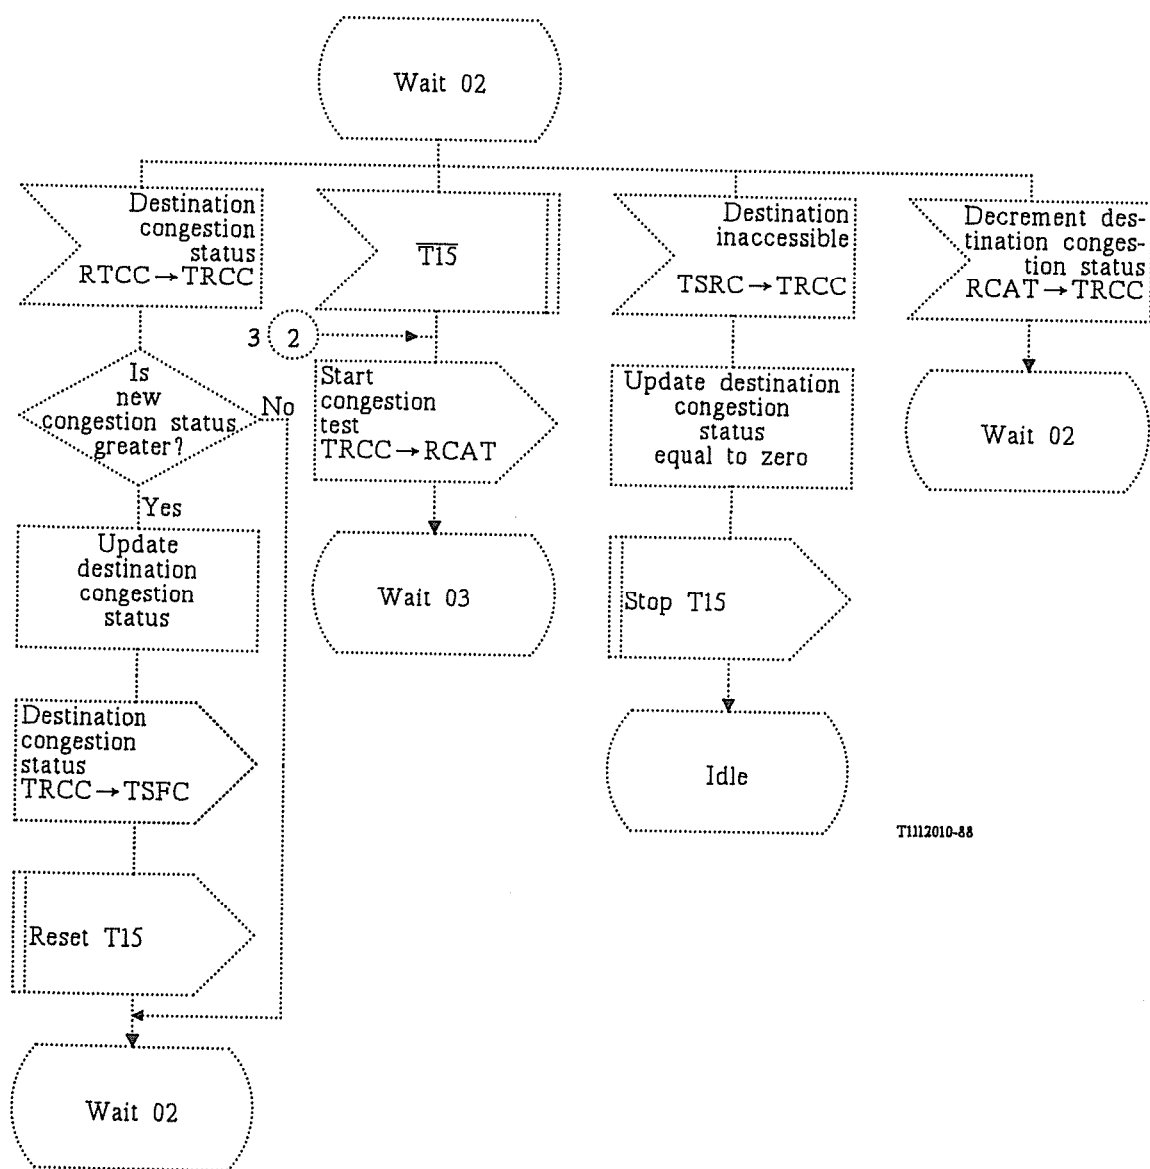 Wait 02
Destination
congestion
status
RTCC→TRCC
T15
Destination
inaccessible
TSRC→TRCC
Decrement des-
tination conges-
tion status
RCAT→TRCC
3 2
Is
new
congestion status
greater?
No
Yes
Start
congestion
test
TRCC→RCAT
Update destination
congestion
status
equal to zero
Wait 02
Update
destination
congestion
status
Wait 03
Stop T15
Destination
congestion
status
TRCC→TSFC
Idle
T1112010-88
Reset T15
Wait 02